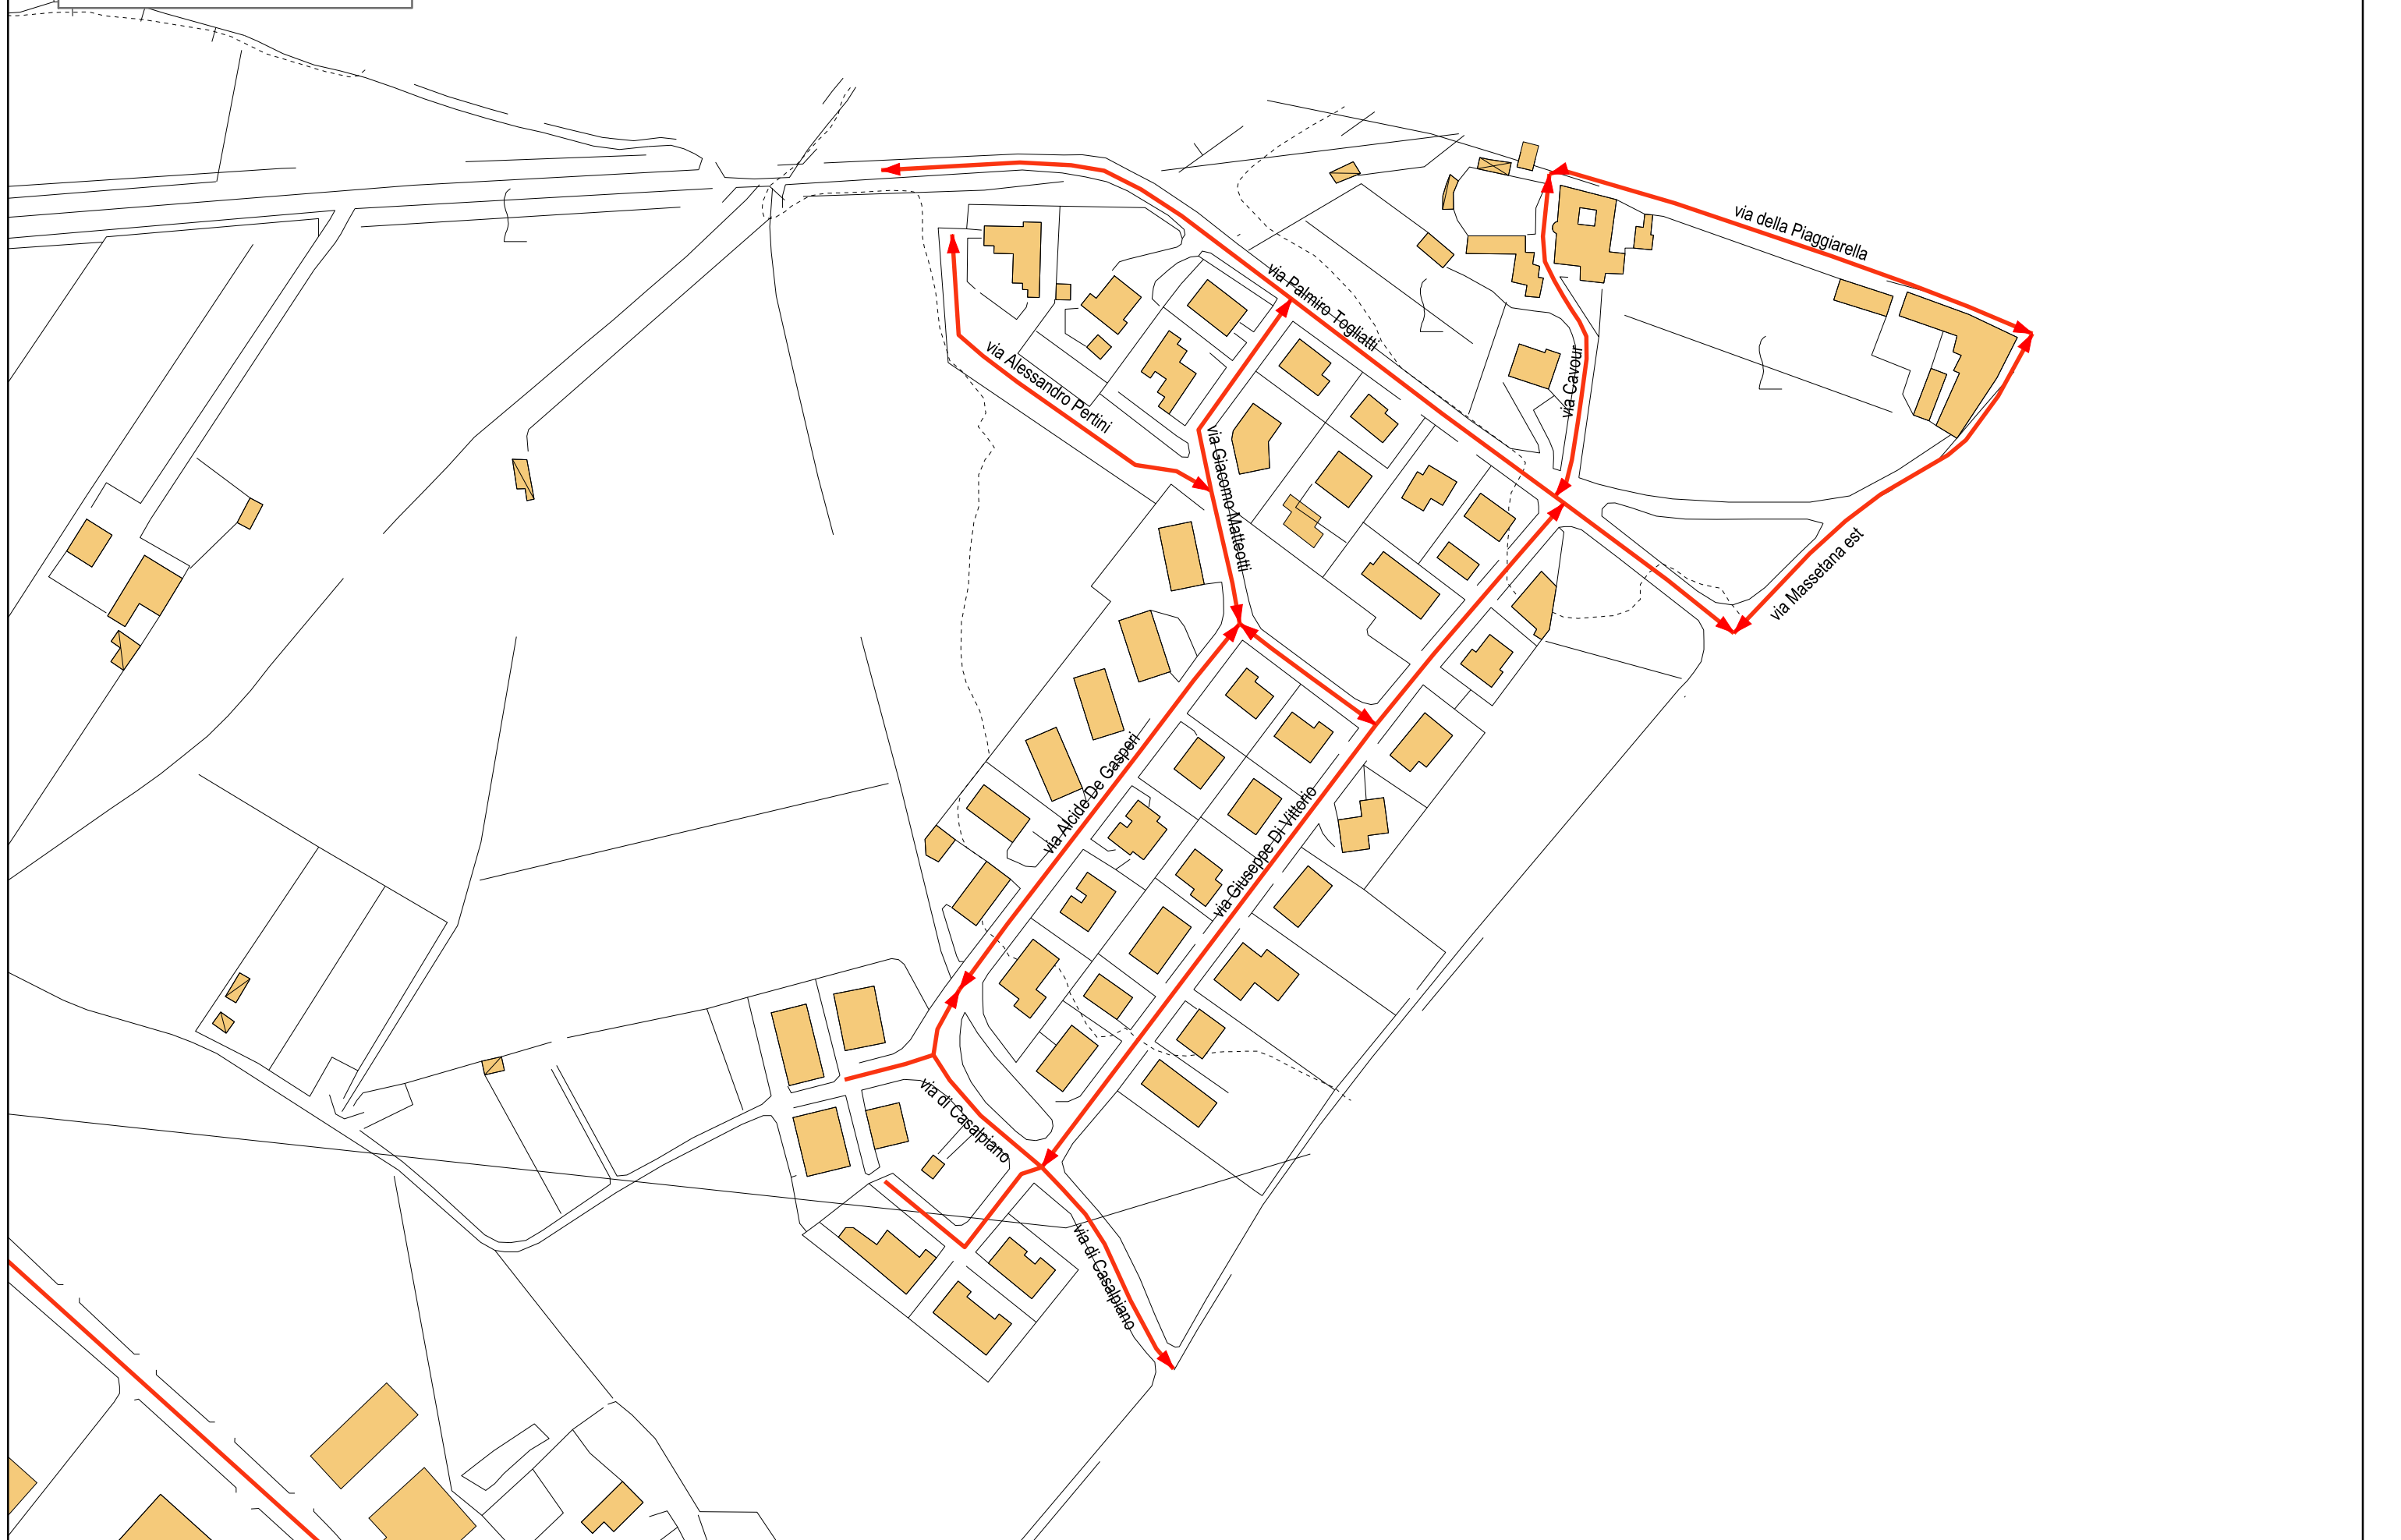 via della Piaggiarella
via Palmiro Togliatti
via Alessandro Pertini
via Cavour
via Giacomo Matteotti
via Massetana est
via Alcide De Gasperi
via Giuseppe Di Vittorio
via di Casalpiano
via di Casalpiano